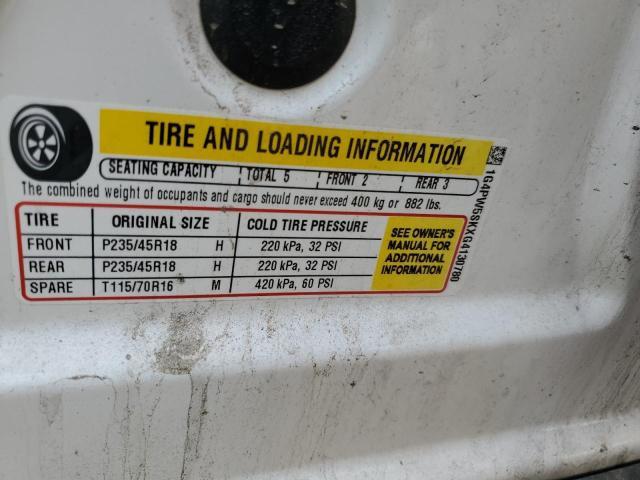 TIRE AND LOADING INFORMATION
SEATING CAPACITY TOTAL 5 FRONT 2 REAR 3
The combined weight of occupants and cargo should never exceed 400 kg or 882 lbs.
TIRE ORIGINAL SIZE COLD TIRE PRESSURE
FRONT P235/45R18 H 220 kPa, 32 PSI
REAR P235/45R18 H 220 kPa, 32 PSI
SPARE T115/70R16 M 420 kPa, 60 PSI
SEE OWNER'S
MANUAL FOR
ADDITIONAL
INFORMATION
1G4PW5SKXG4130780